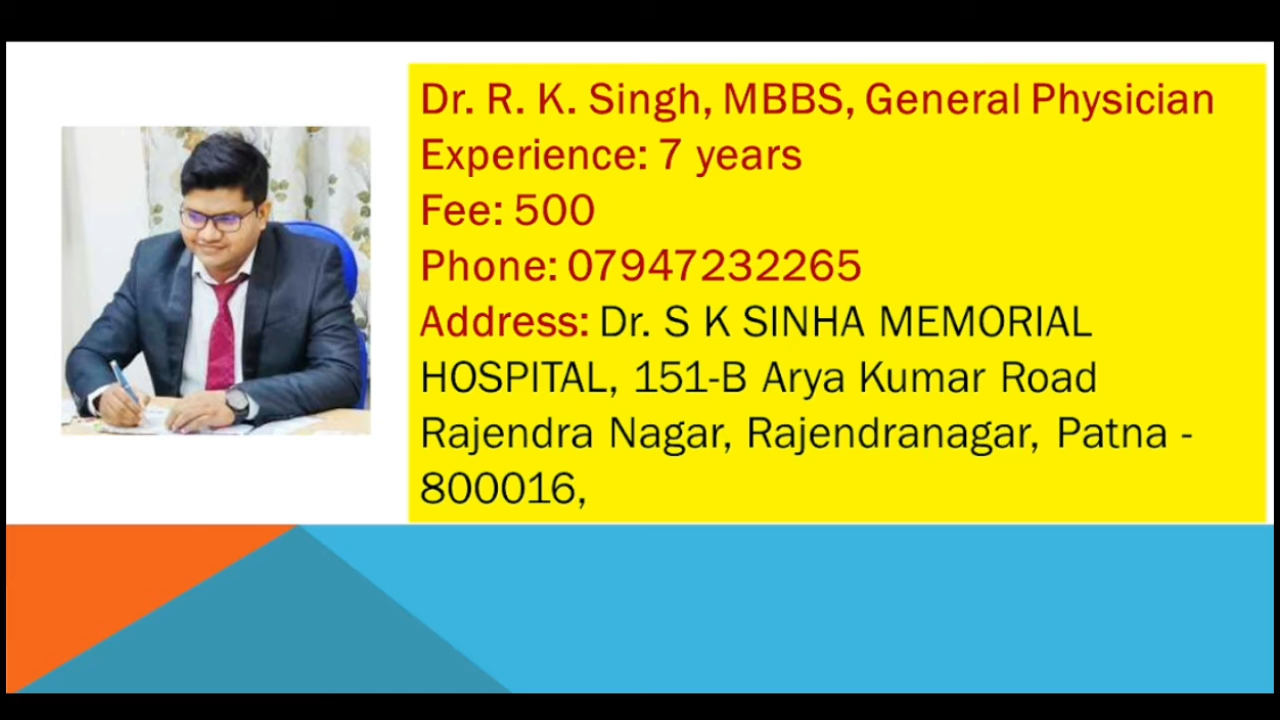 Dr. R. K. Singh, MBBS, General Physician
Experience: 7 years
Fee: 500
Phone: 07947232265
Address: Dr. S K SINHA MEMORIAL
HOSPITAL, 151-B Arya Kumar Road
Rajendra Nagar, Rajendranagar, Patna -
800016,